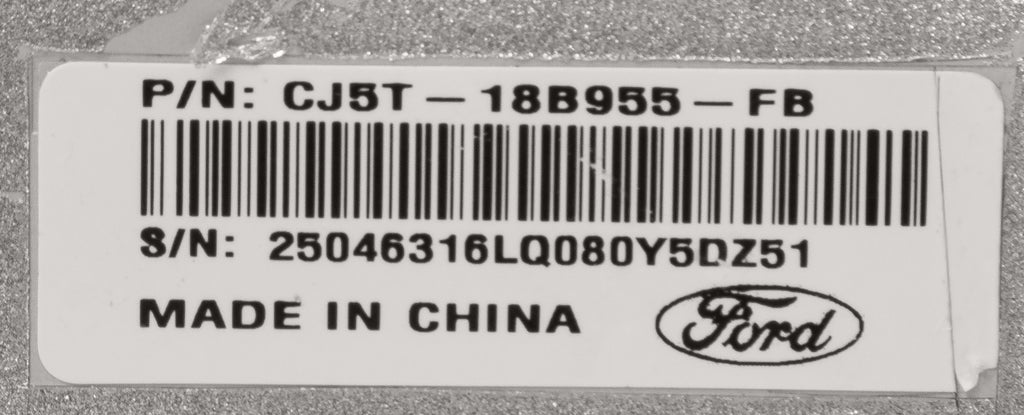 P/N: CJ5T – 18B955 – FB
S/N: 25046316LQ080Y5DZ51
MADE IN CHINA
Ford